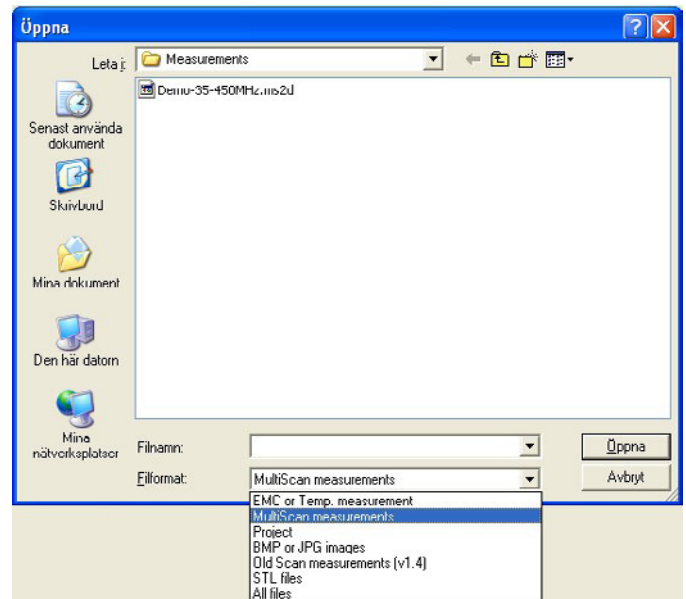 Öppna
Leta i:
Measurements
Demo-35-450MHz.ms2d
Senast använda
dokument
Skrivbord
Mina dokument
Den här datorn
Mina
nätverksplatser
Filnamn:
Öppna
Filformat:
MultiScan measurements
Avbryt
EMC or Temp. measurement
MultiScan measurements
Project
BMP or JPG images
Old Scan measurements (v1.4)
STL files
All files